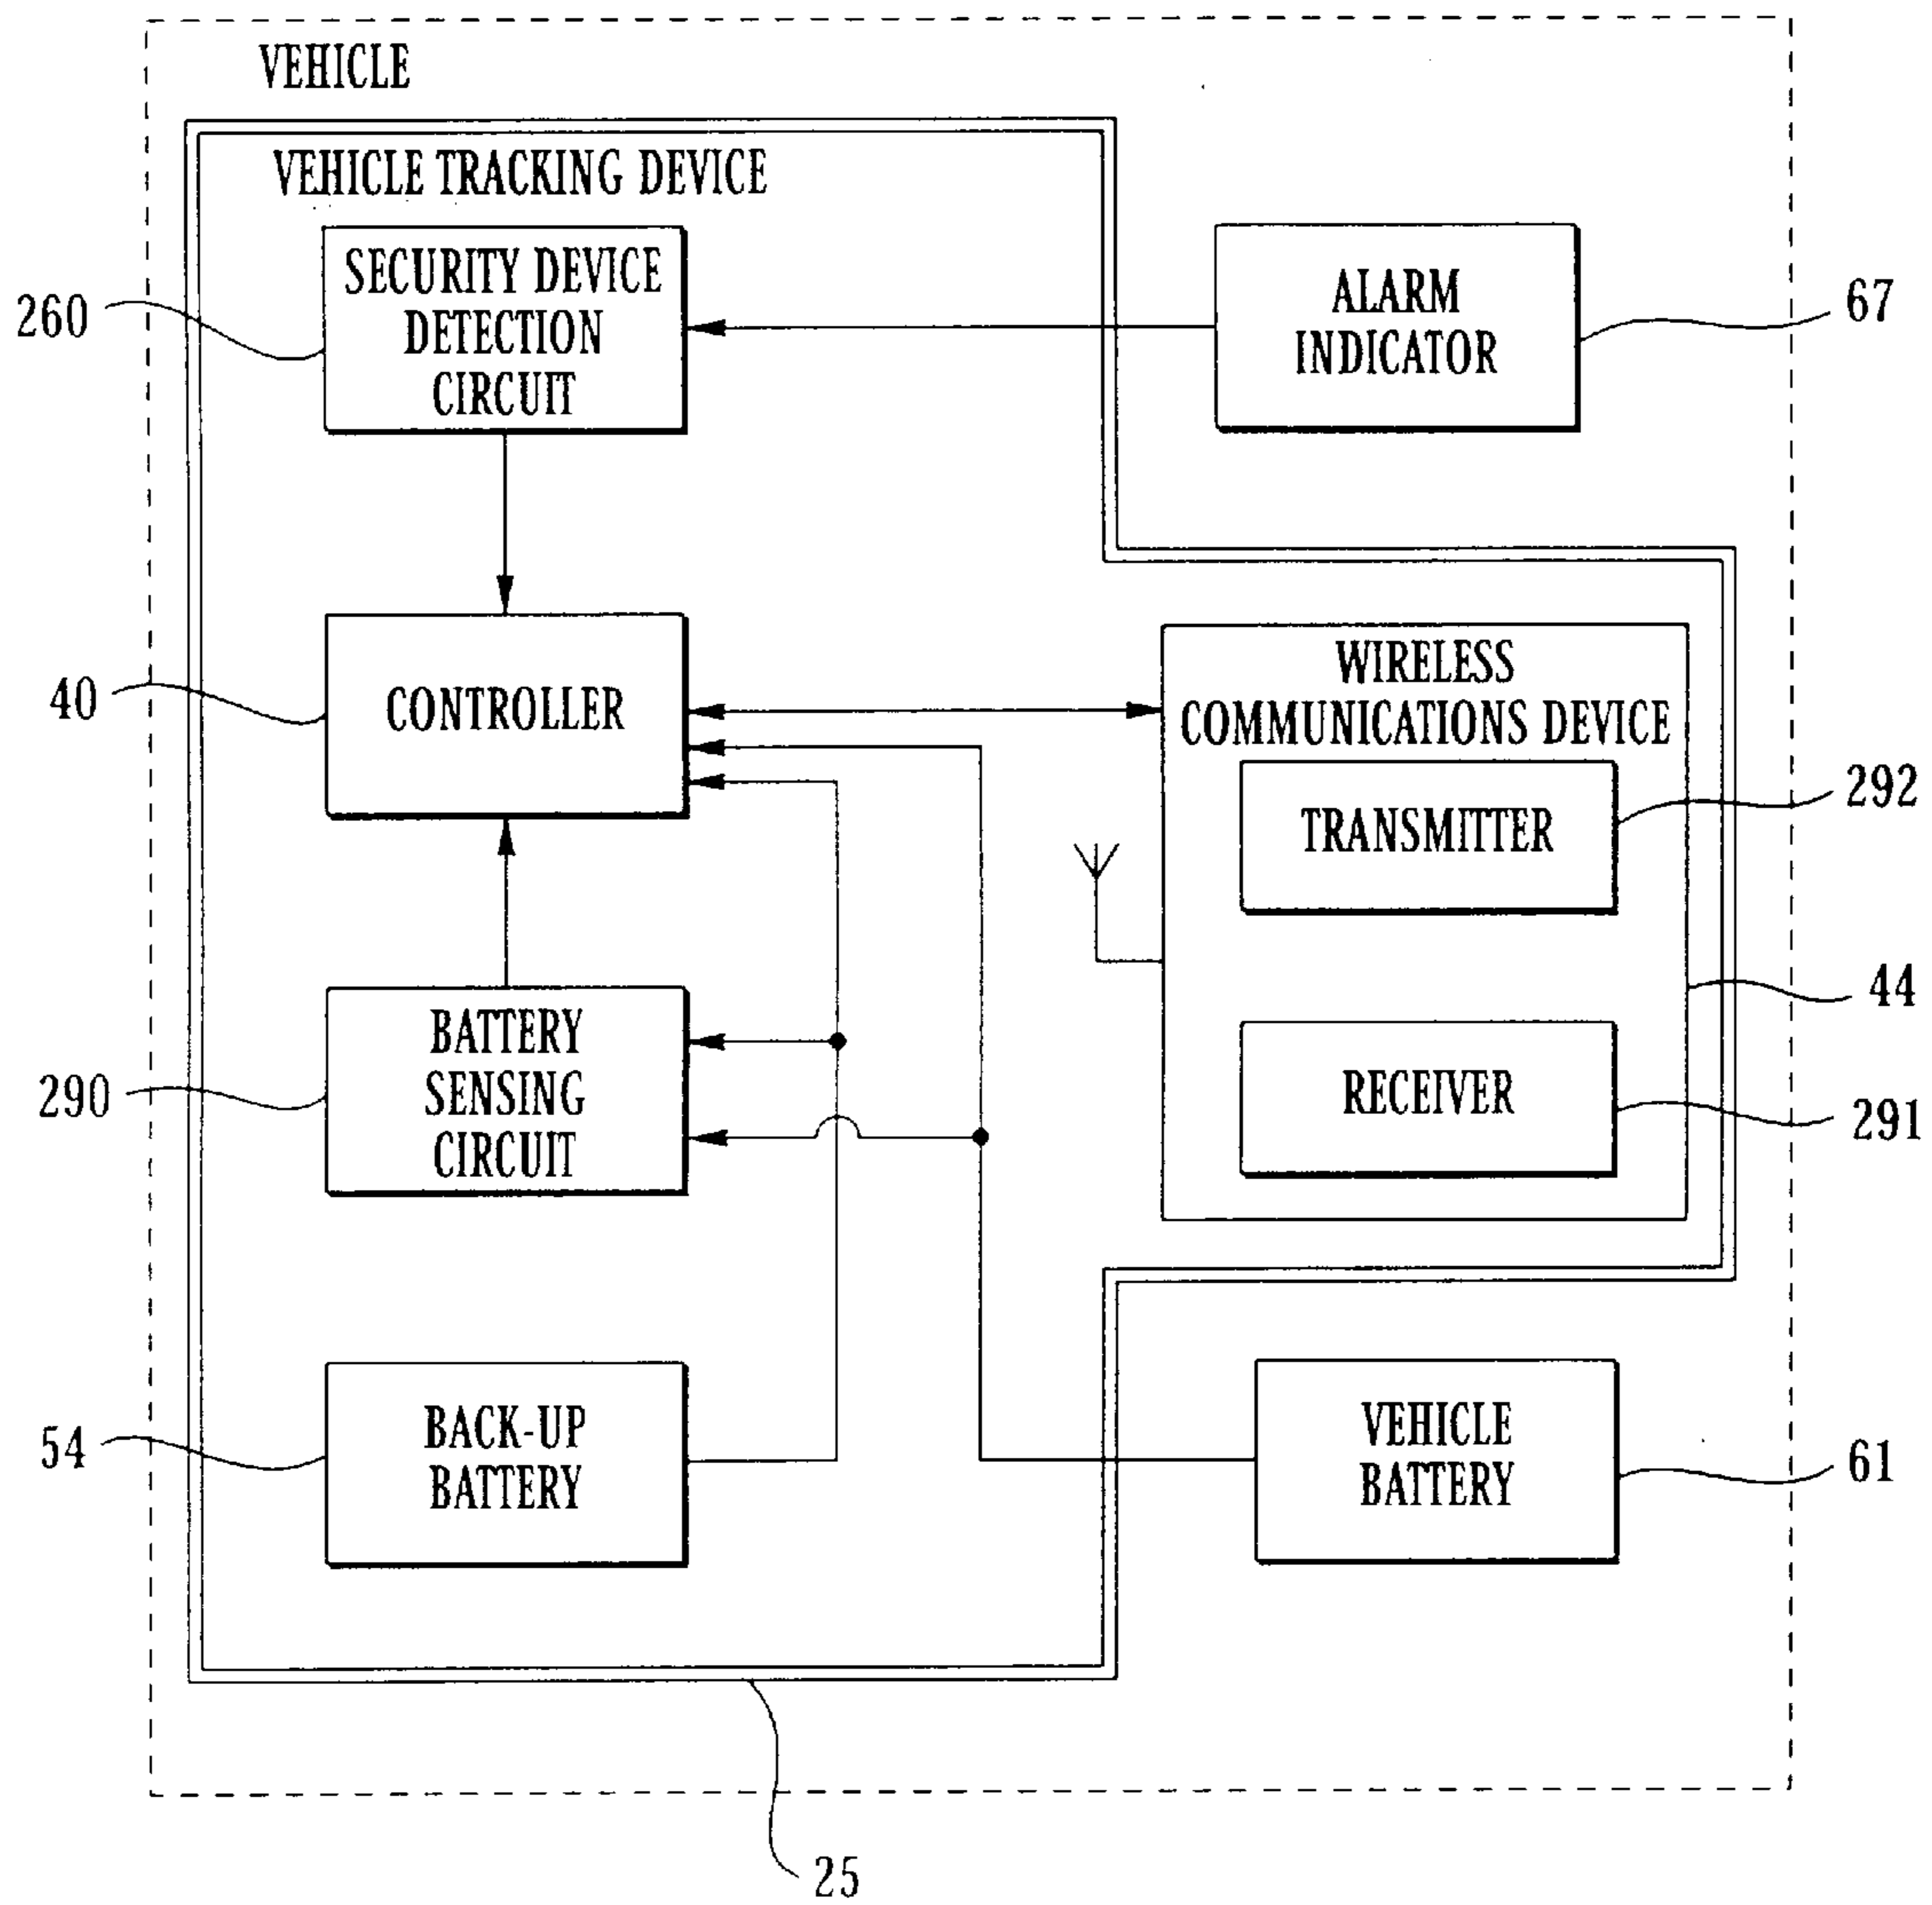 VEHICLE
VEHICLE TRACKING DEVICE
SECURITY DEVICE
DETECTION
CIRCUIT
260
ALARM
INDICATOR
67
CONTROLLER
40
WIRELESS
COMMUNICATIONS DEVICE
TRANSMITTER
292
44
BATTERY
SENSING
CIRCUIT
290
RECEIVER
291
BACK-UP
BATTERY
54
VEHICLE
BATTERY
61
25